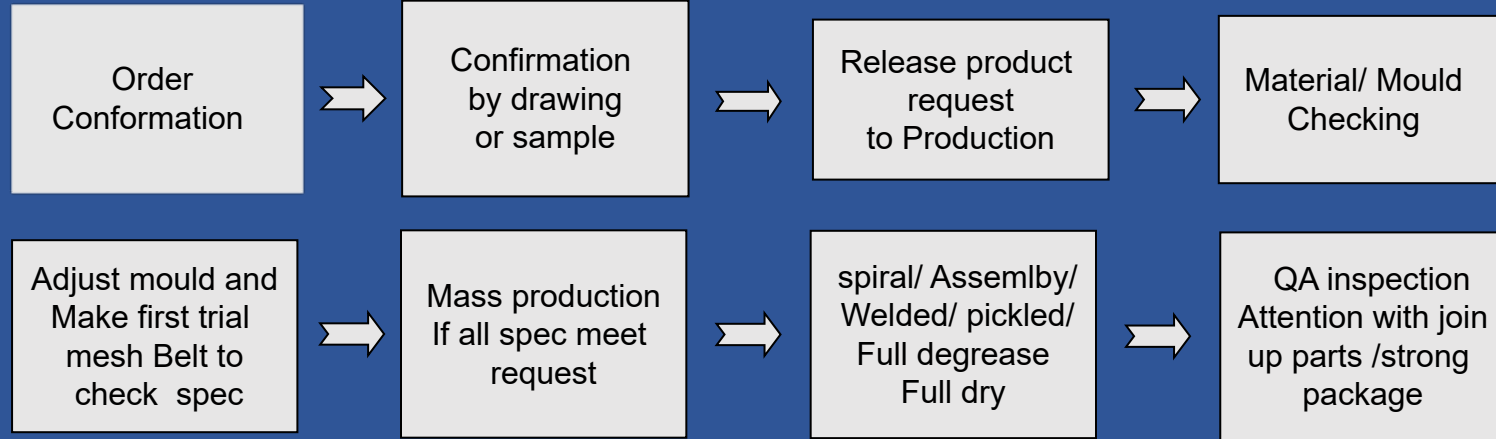 Order
Conformation
Confirmation
by drawing
or sample
Release product
request
to Production
Material/ Mould
Checking
Adjust mould and
Make first trial
mesh Belt to
check spec
Mass production
If all spec meet
request
spiral/ Assemlby/
Welded/ pickled/
Full degrease
Full dry
QA inspection
Attention with join
up parts /strong
package